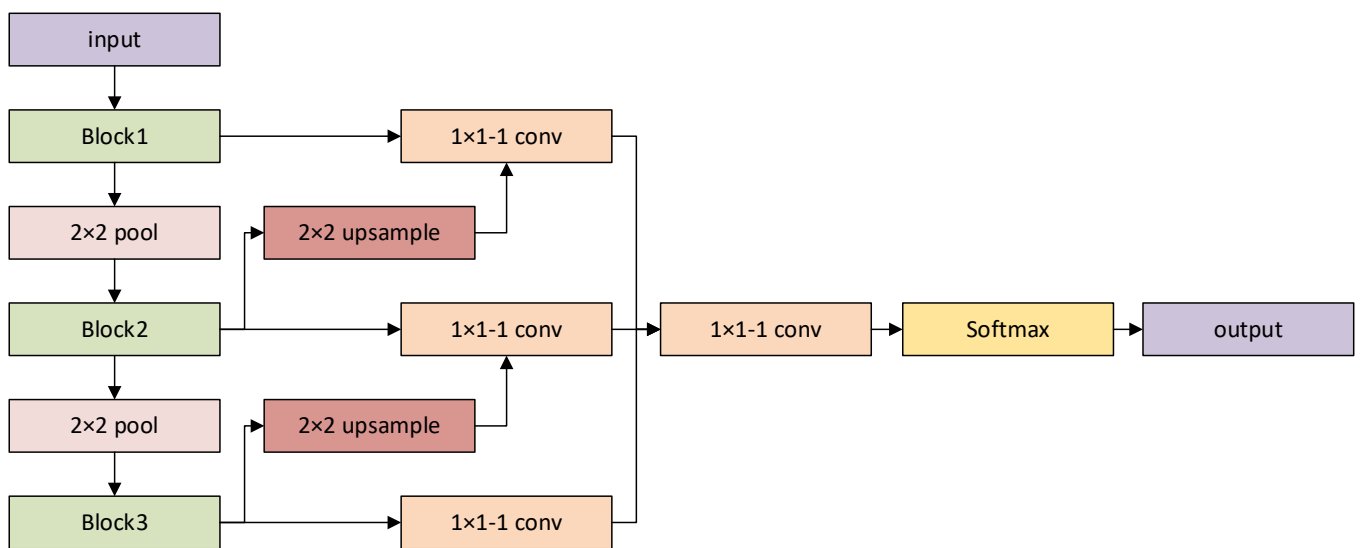 input
Block1
1×1-1 conv
2×2 pool
2×2 upsample
Block2
1×1-1 conv
1×1-1 conv
Softmax
output
2×2 pool
2×2 upsample
Block3
1×1-1 conv